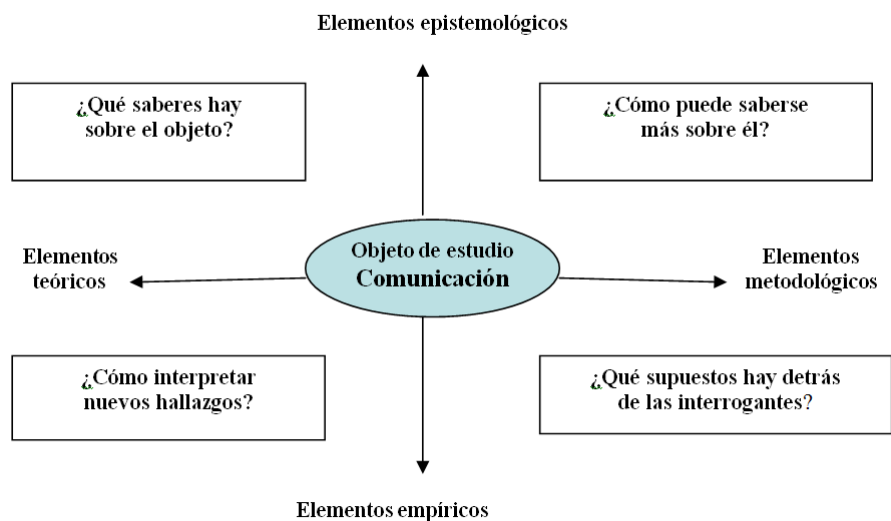 Elementos epistemológicos
¿Qué saberes hay
sobre el objeto?
¿Cómo puede saberse
más sobre él?
Elementos
teóricos
Objeto de estudio
Comunicación
Elementos
metodológicos
¿Cómo interpretar
nuevos hallazgos?
¿Qué supuestos hay detrás
de las interrogantes?
Elementos empíricos